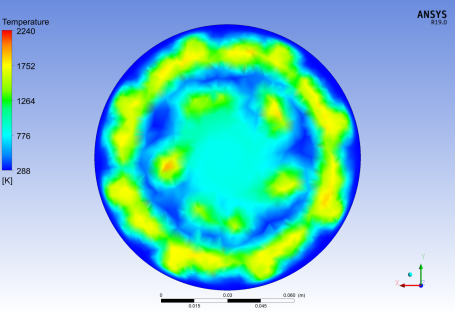 ANSYS
R19.0
Temperature
2240
1752
1264
776
288
[K]
Y
X
0 0.03 0.060 (m)
0.015 0.045